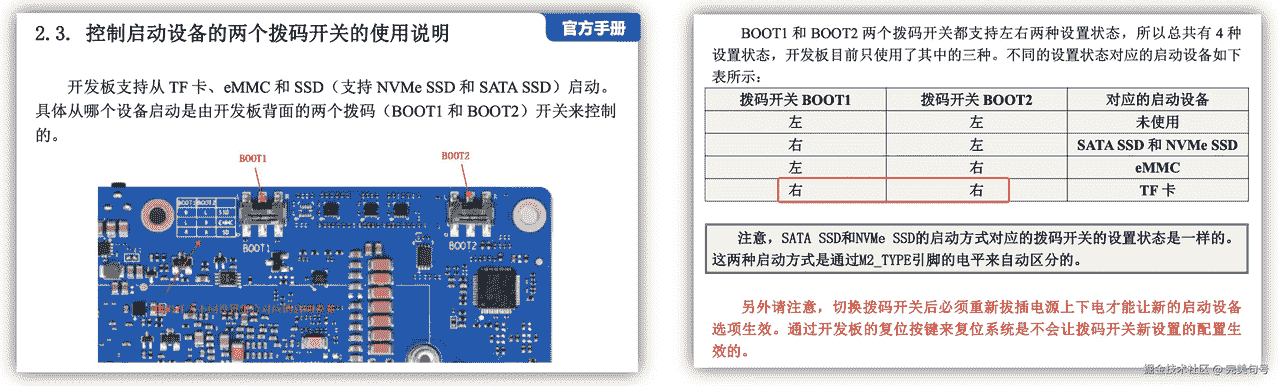 2.3. 控制启动设备的两个拨码开关的使用说明
官方手册
开发板支持从 TF 卡、eMMC 和 SSD（支持 NVMe SSD 和 SATA SSD）启动。
具体从哪个设备启动是由开发板背面的两个拨码（BOOT1 和 BOOT2）开关来控制
的。
BOOT1
BOOT2
BOOT1 BOOT2
BOOT1
BOOT2
BOOT1 和 BOOT2 两个拨码开关都支持左右两种设置状态，所以总共有 4 种
设置状态，开发板目前只使用了其中的三种。不同的设置状态对应的启动设备如下
表所示：
拨码开关 BOOT1 拨码开关 BOOT2 对应的启动设备
左 左 未使用
右 左 SATA SSD 和 NVMe SSD
左 右 eMMC
右 右 TF 卡
注意，SATA SSD和NVMe SSD的启动方式对应的拨码开关的设置状态是一样的。
这两种启动方式是通过M2_TYPE引脚的电平来自动区分的。
另外请注意，切换拨码开关后必须重新拔插电源上下电才能让新的启动设备
选项生效。通过开发板的复位按键来复位系统是不会让拨码开关新设置的配置生
效的。
掘金技术社区 @ 完美句号